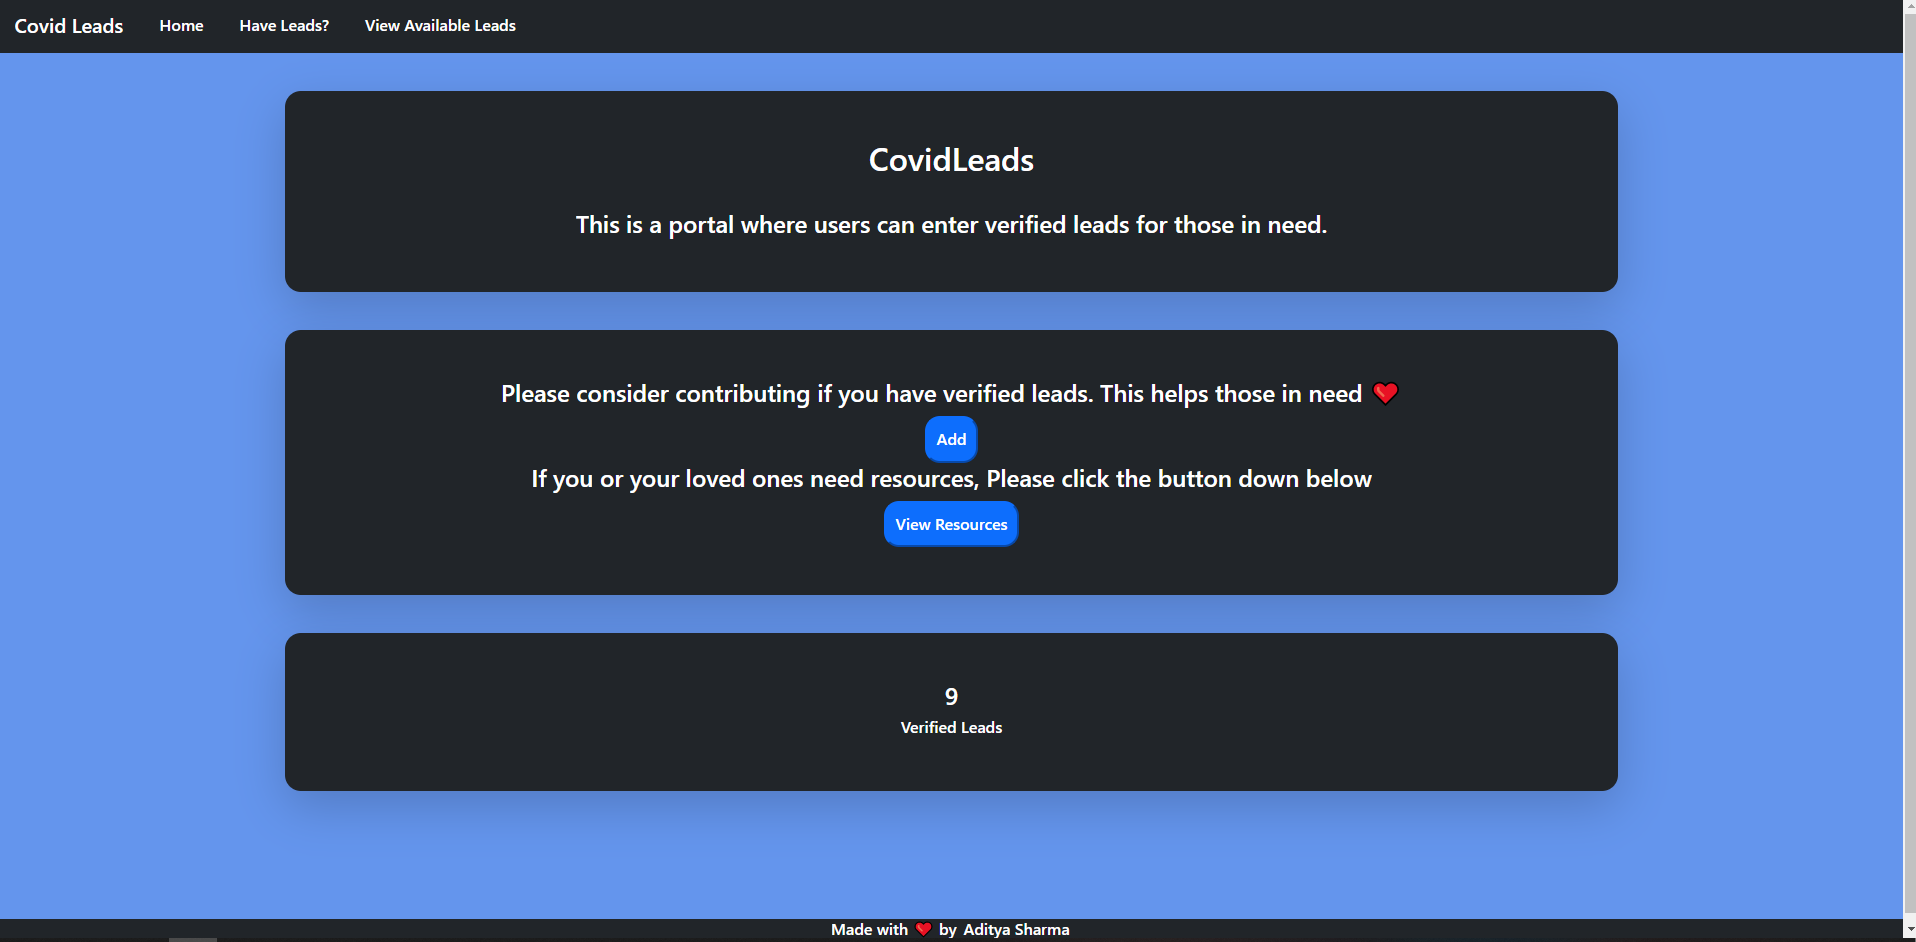 Covid Leads Home Have Leads? View Available Leads
CovidLeads
This is a portal where users can enter verified leads for those in need.
Please consider contributing if you have verified leads. This helps those in need ❤️
Add
If you or your loved ones need resources, Please click the button down below
View Resources
9
Verified Leads
Made with ❤️ by Aditya Sharma